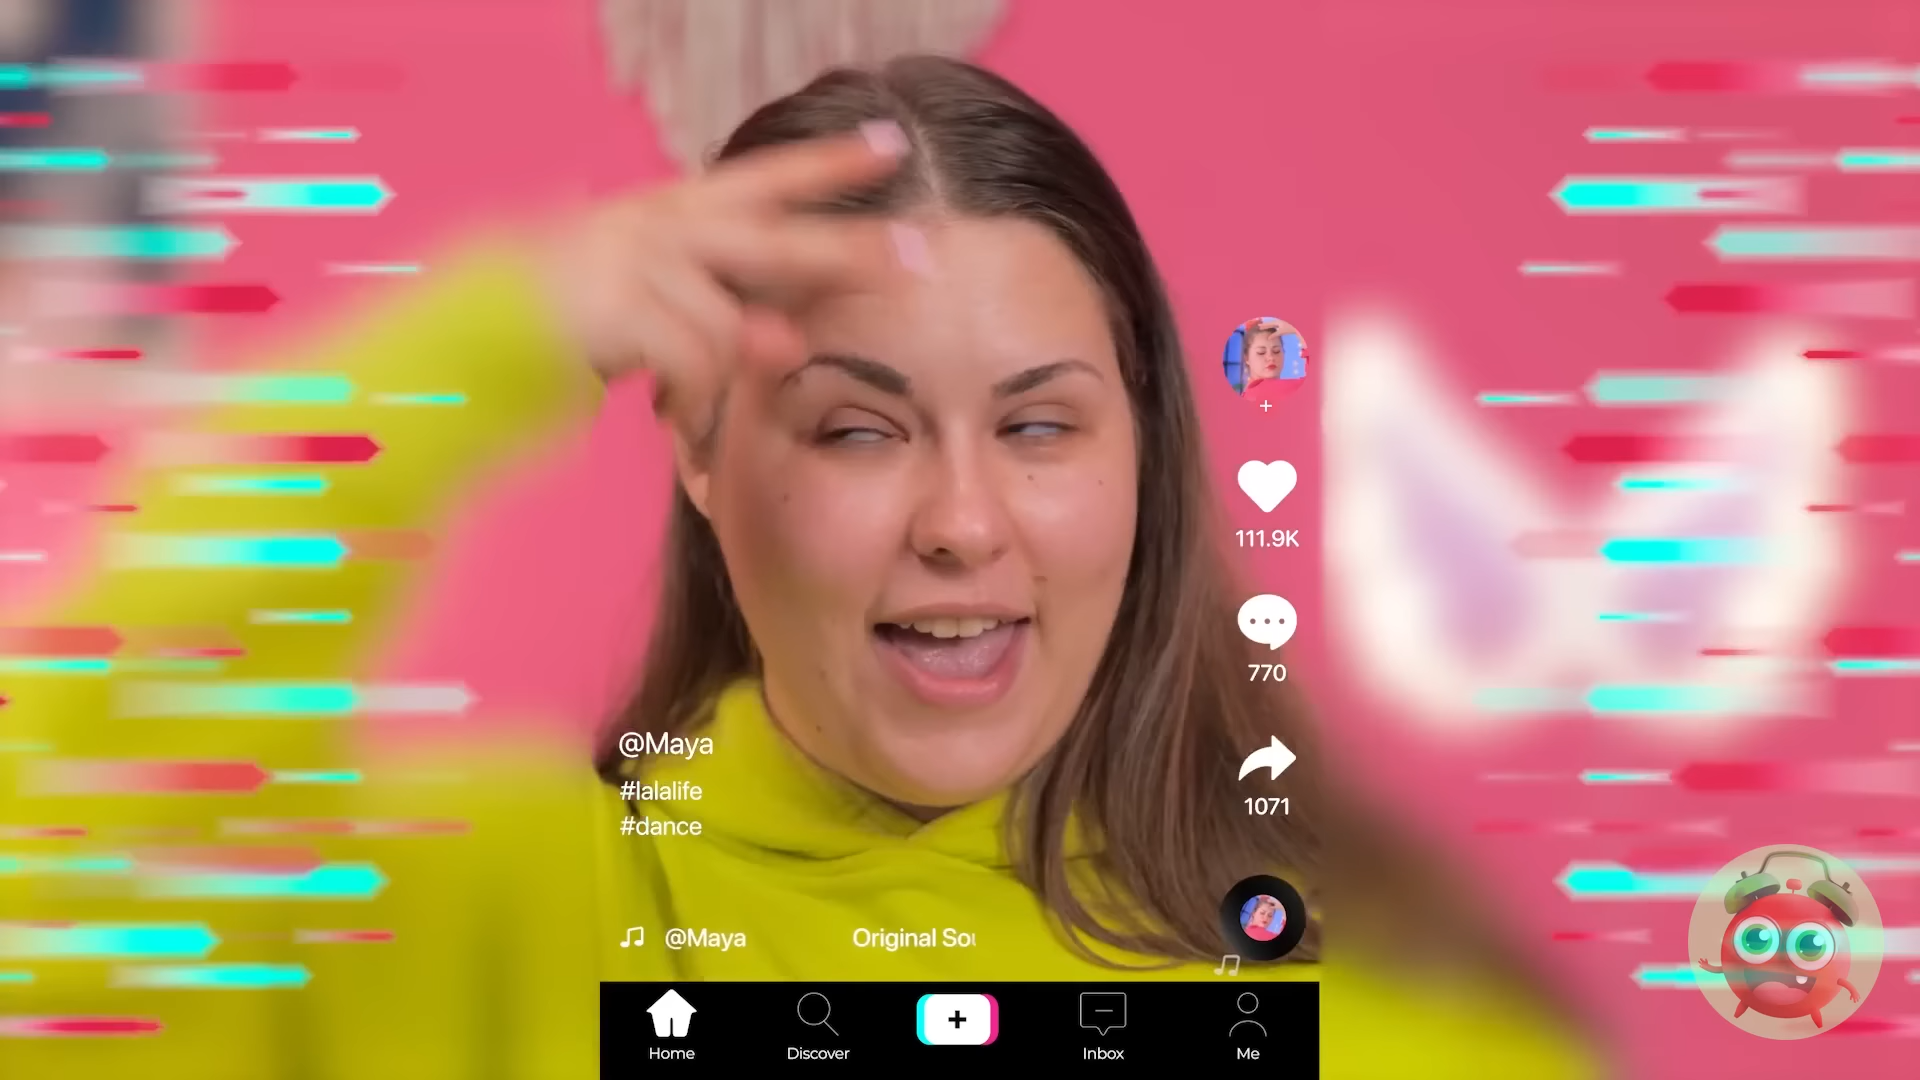 111.9K
770
@Maya
#lalalife
1071
#dance
@Maya
Original Sou
Home
Discover
+
Inbox
Me